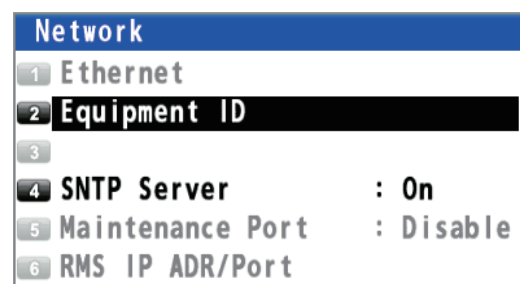 Network
1 Ethernet
2 Equipment ID
3
4 SNTP Server : On
5 Maintenance Port : Disable
6 RMS IP ADR/Port